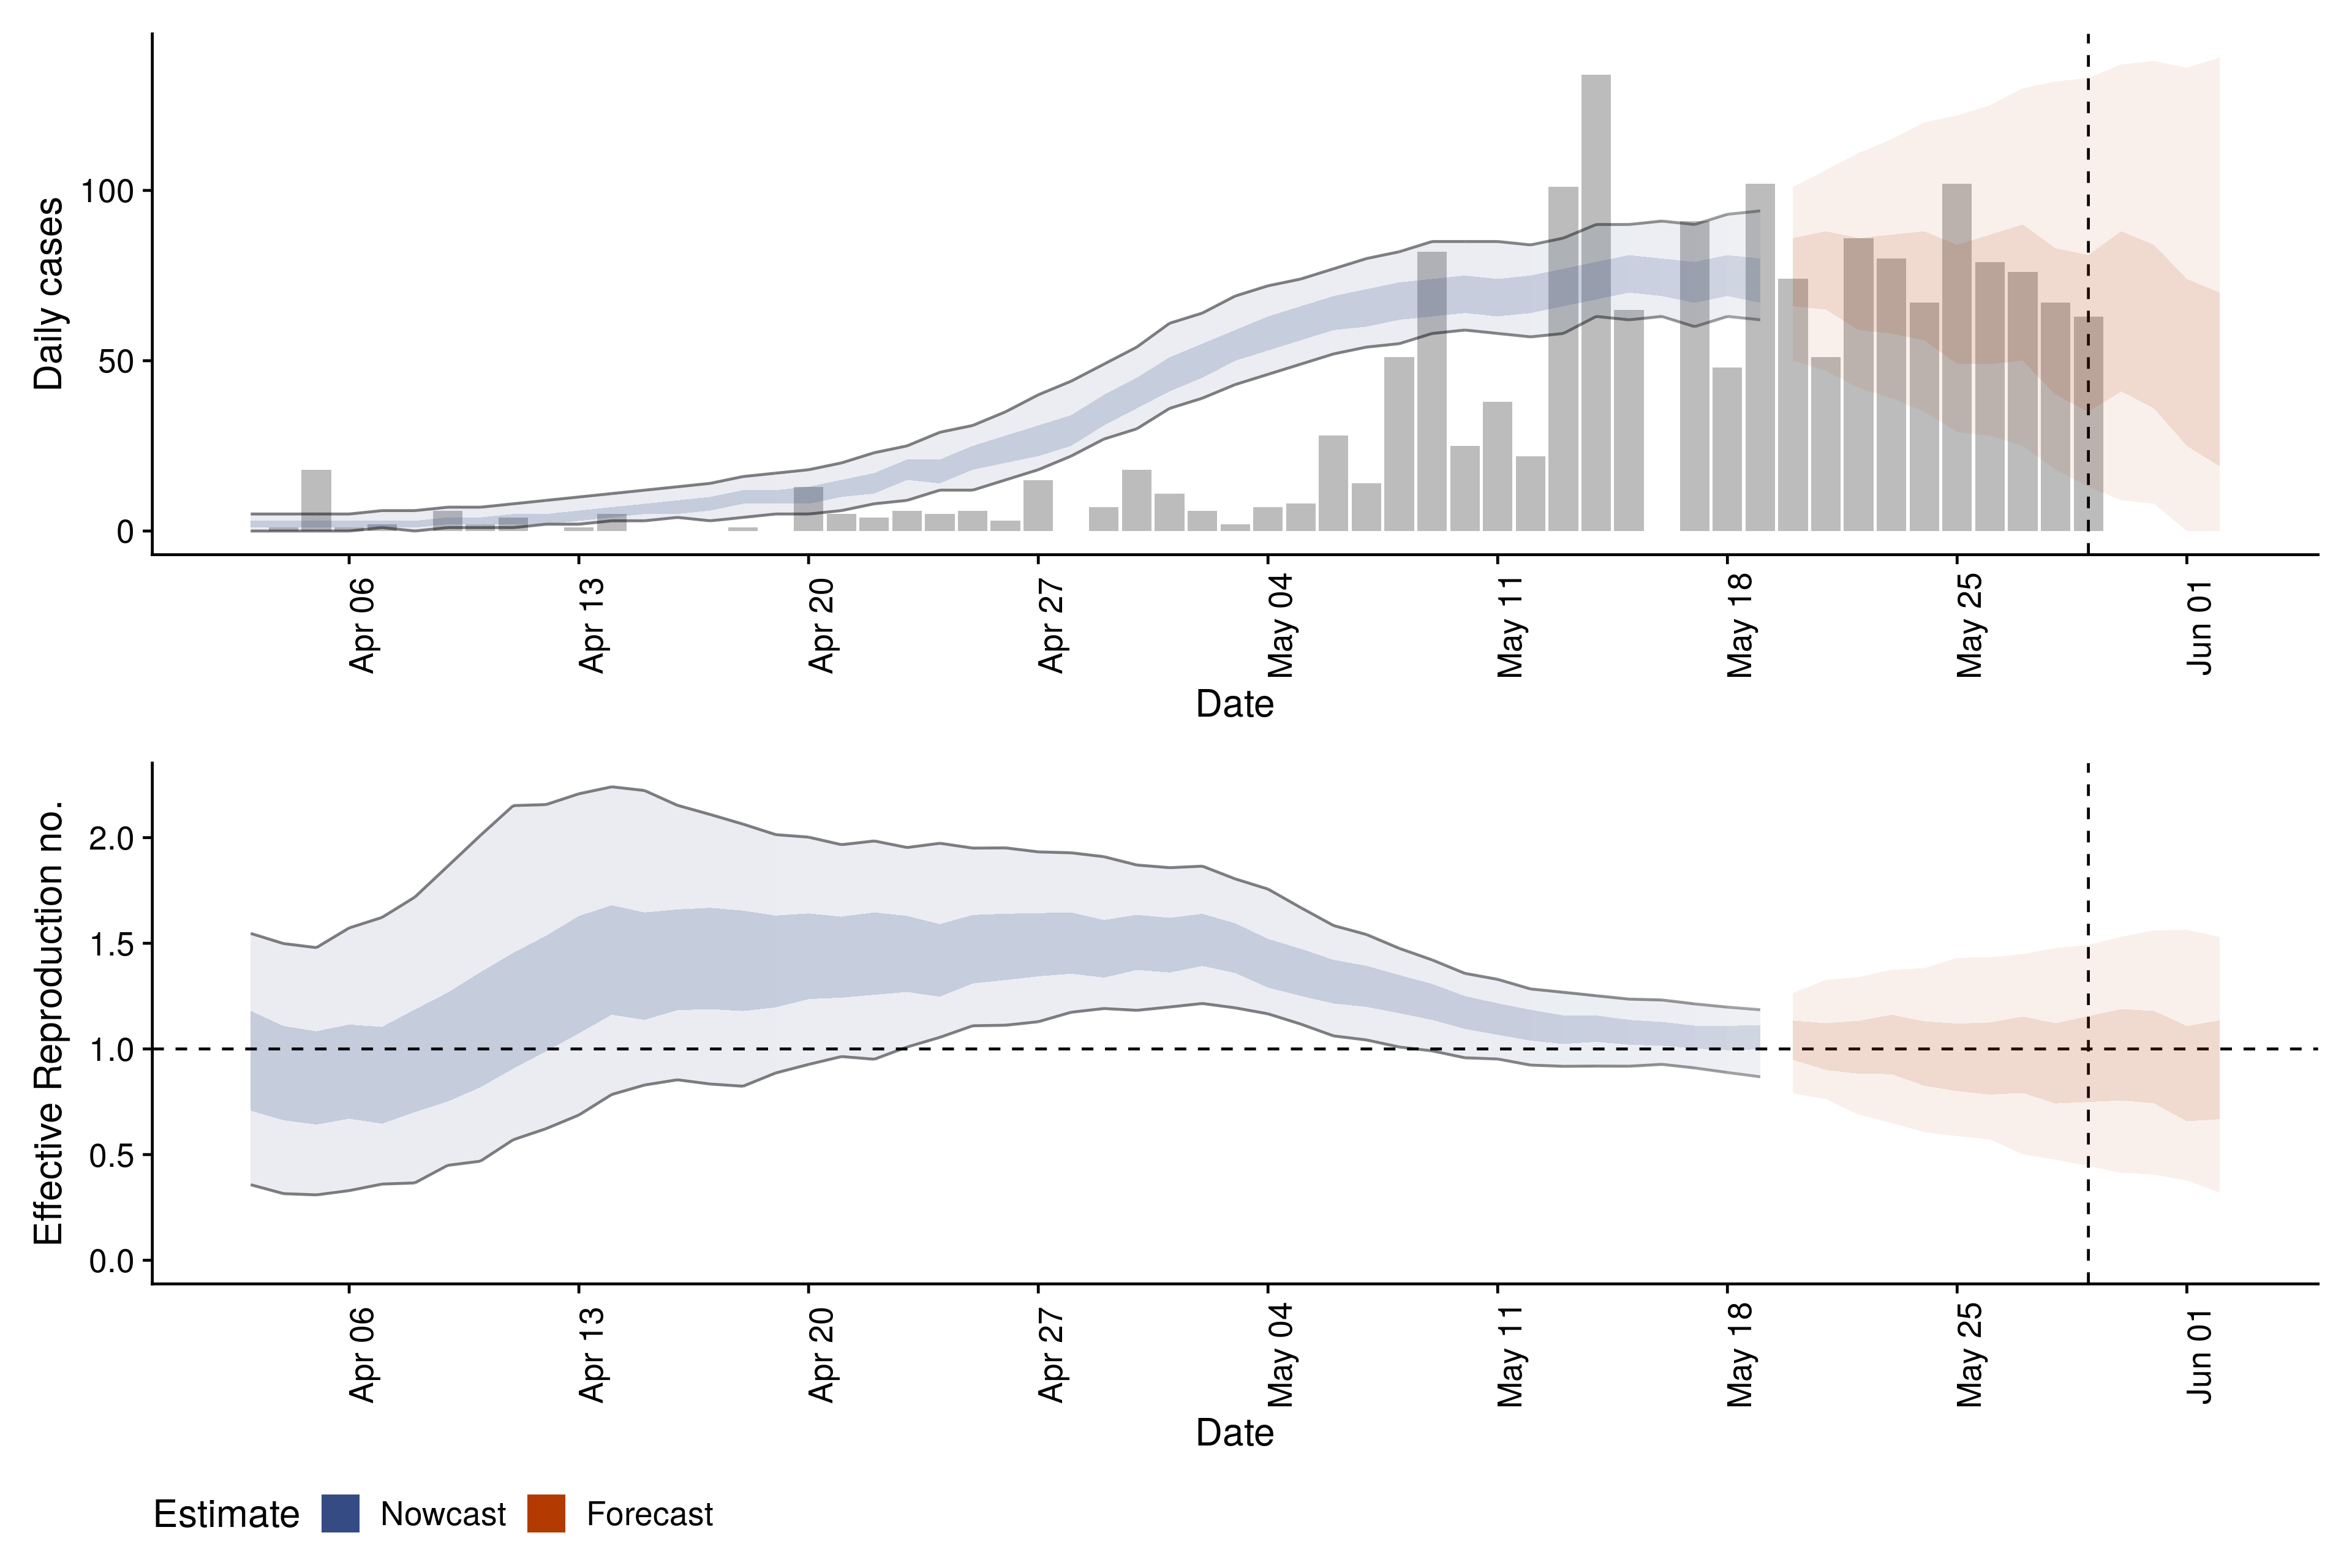 Daily cases
100
50
0
Apr 06
Apr 13
Apr 20
Apr 27
May 04
May 11
May 18
May 25
Jun 01
Date
Effective Reproduction no.
2.0
1.5
1.0
0.5
0.0
Apr 06
Apr 13
Apr 20
Apr 27
May 04
May 11
May 18
May 25
Jun 01
Date
Estimate Nowcast Forecast